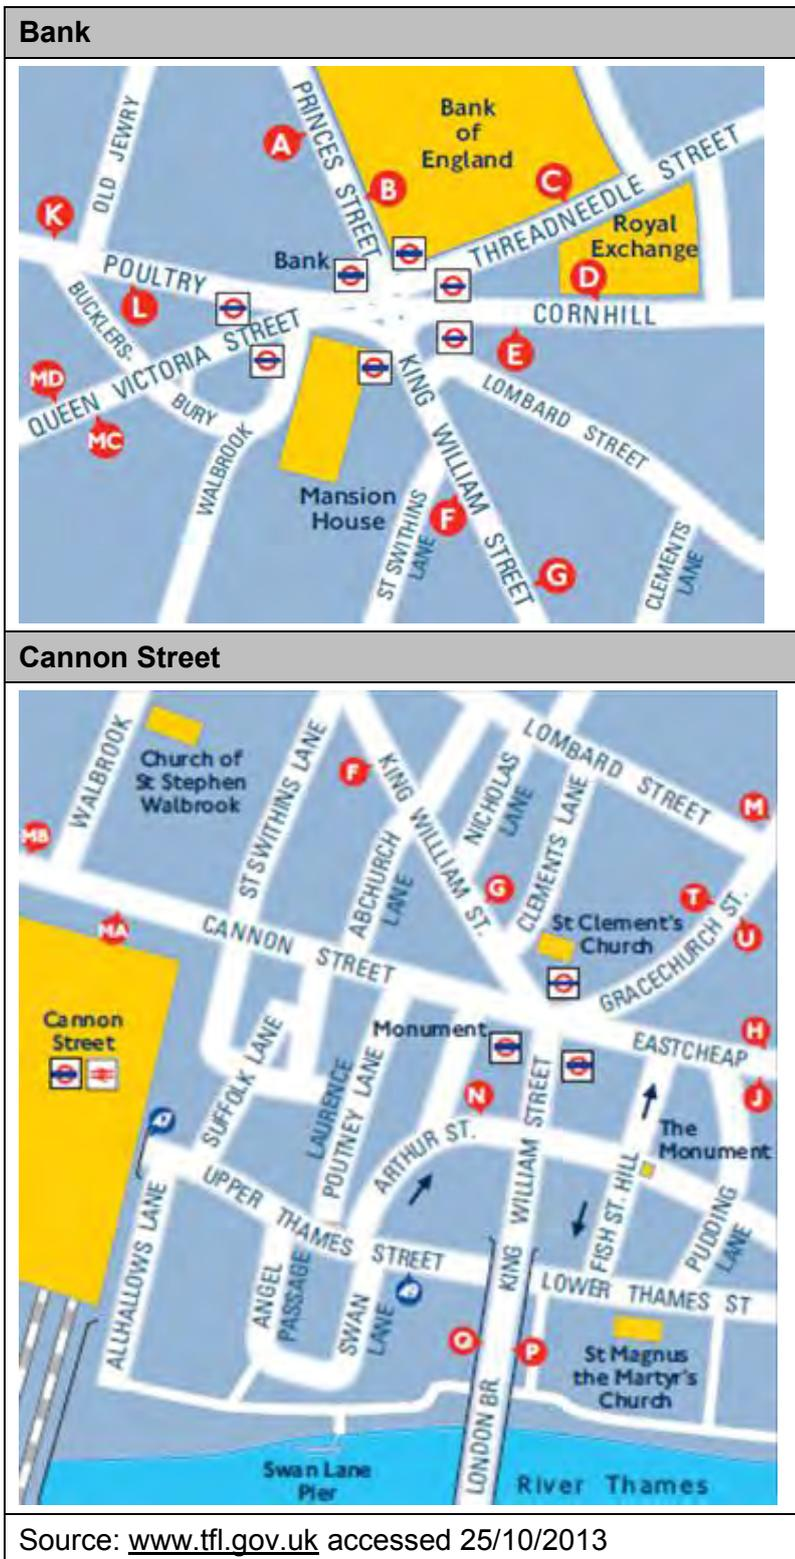 Bank
PRINCES STREET
Bank
of
England
OLD JEWRY
A
B
C
THREADNEEDLE STREET
K
Royal
Exchange
Bank
D
POULTRY
L
CORNHILL
BUCKLERS-
BURY
E
QUEEN VICTORIA STREET
MD
MC
KING WILLIAM STREET
LOMBARD STREET
WALBROOK
Mansion
House
F
ST SWITHINS
LANE
G
CLEMENTS
LANE
Cannon Street
WALBROOK
Church of
St Stephen
Walbrook
ST SWITHINS LANE
F
KING WILLLIAM ST.
NICHOLAS
LANE
LOMBARD STREET
CLEMENTS LANE
M
MB
ABCHURCH
LANE
G
T
U
MA
CANNON STREET
St Clement's
Church
GRACECHURCH ST.
Cannon
Street
Monument
EASTCHEAP
H
J
SUFFOLK LANE
LAURENCE
POUTNEY LANE
N
ARTHUR ST.
KING WILLIAM STREET
The
Monument
UPPER THAMES STREET
FISH ST. HILL
PUDDING
LANE
ALLHALLOWS LANE
ANGEL
PASSAGE
SWAN
LANE
LOWER THAMES ST
O
P
St Magnus
the Martyr's
Church
LONDON BR.
Swan Lane
Pier
River Thames
Source: www.tfl.gov.uk accessed 25/10/2013